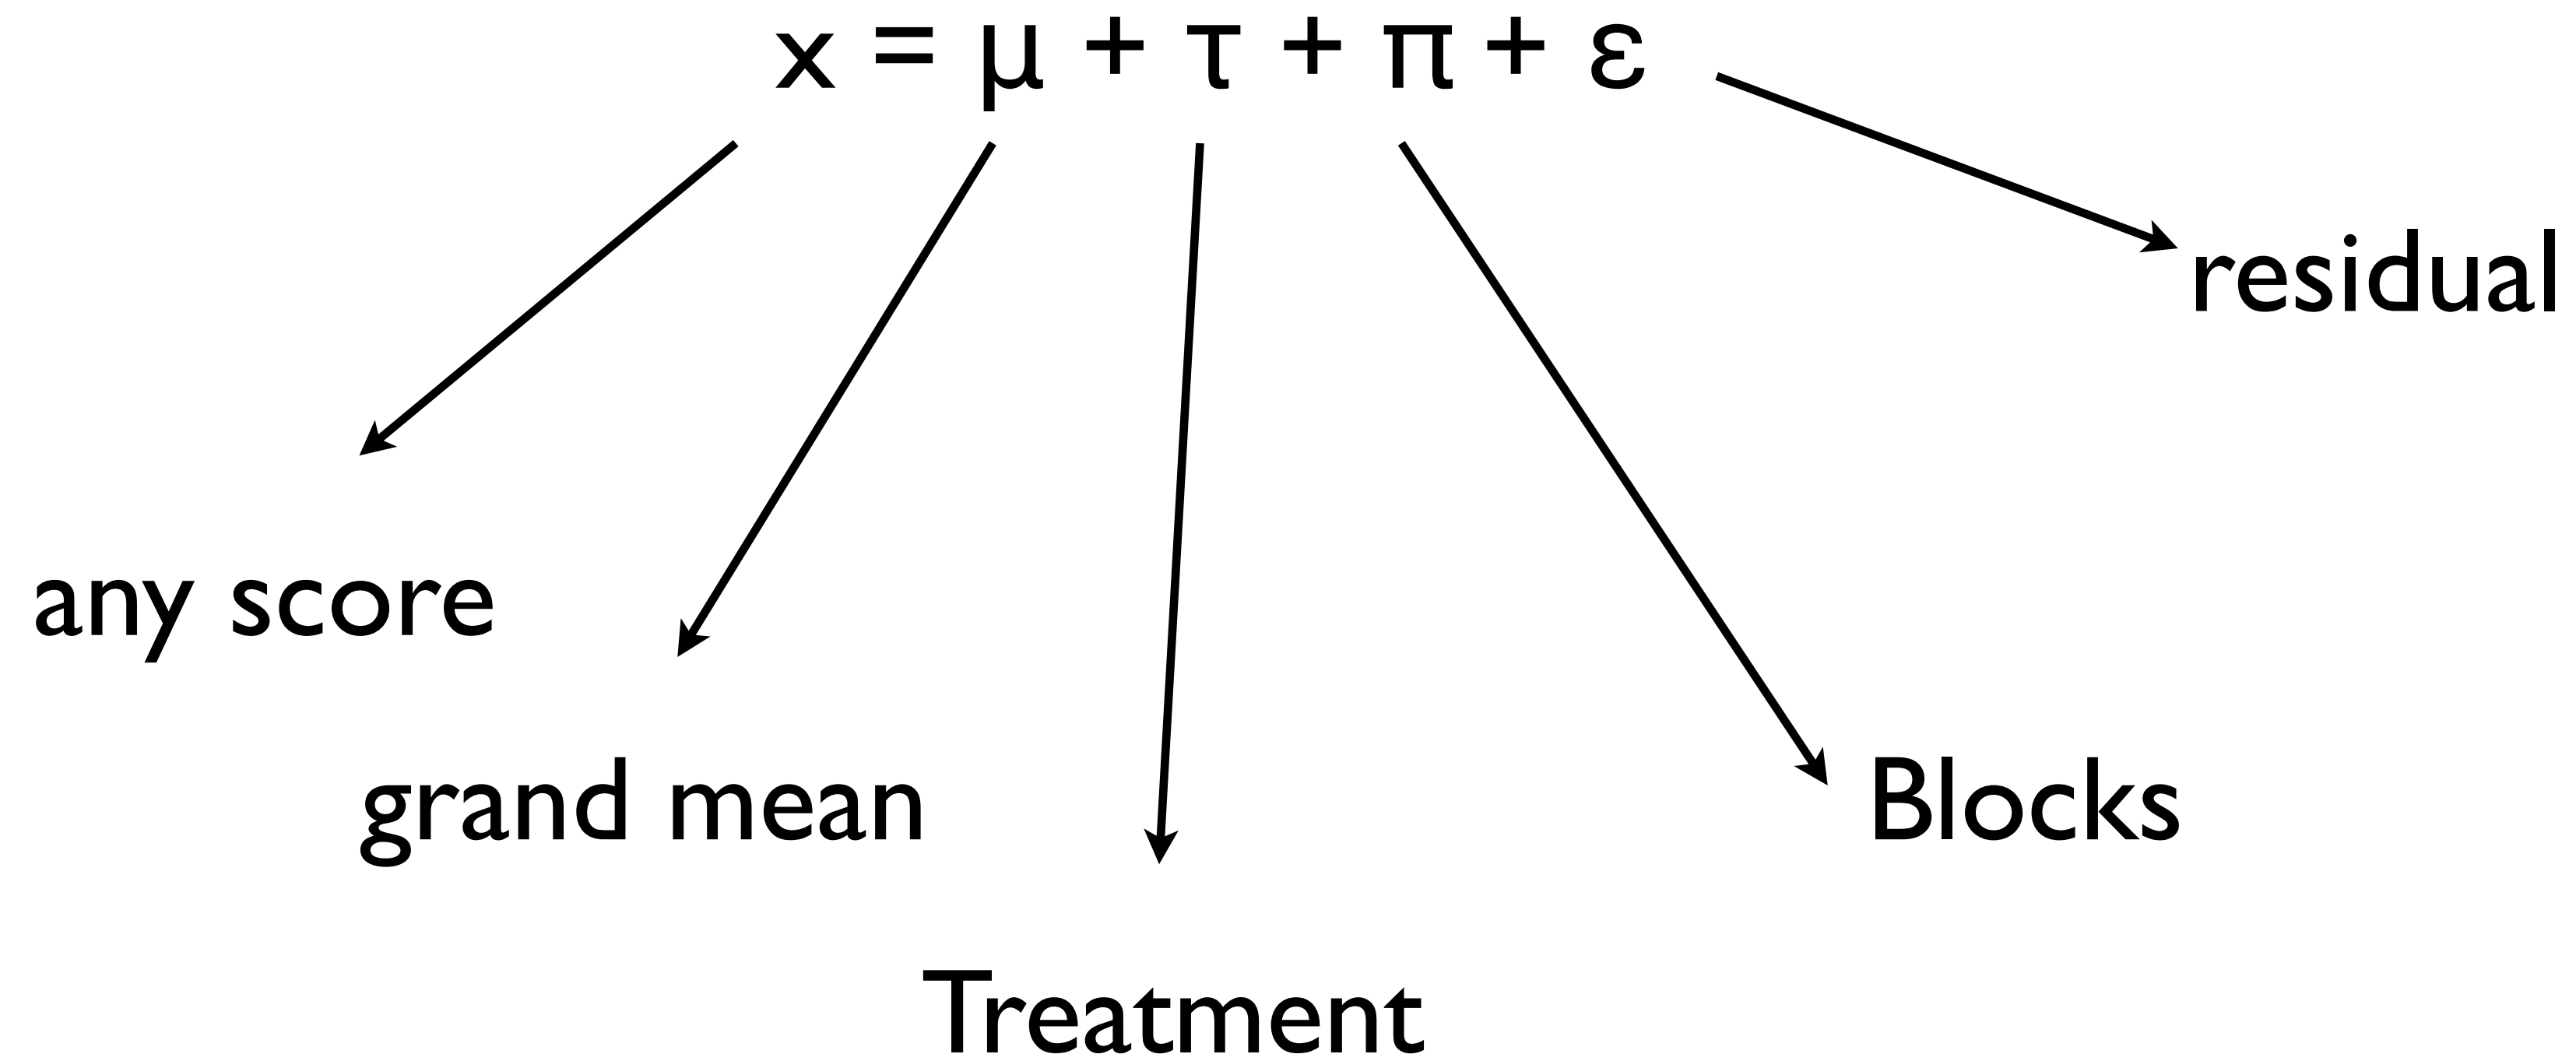 x = μ + τ + π + ε
residual
any score
grand mean
Blocks
Treatment